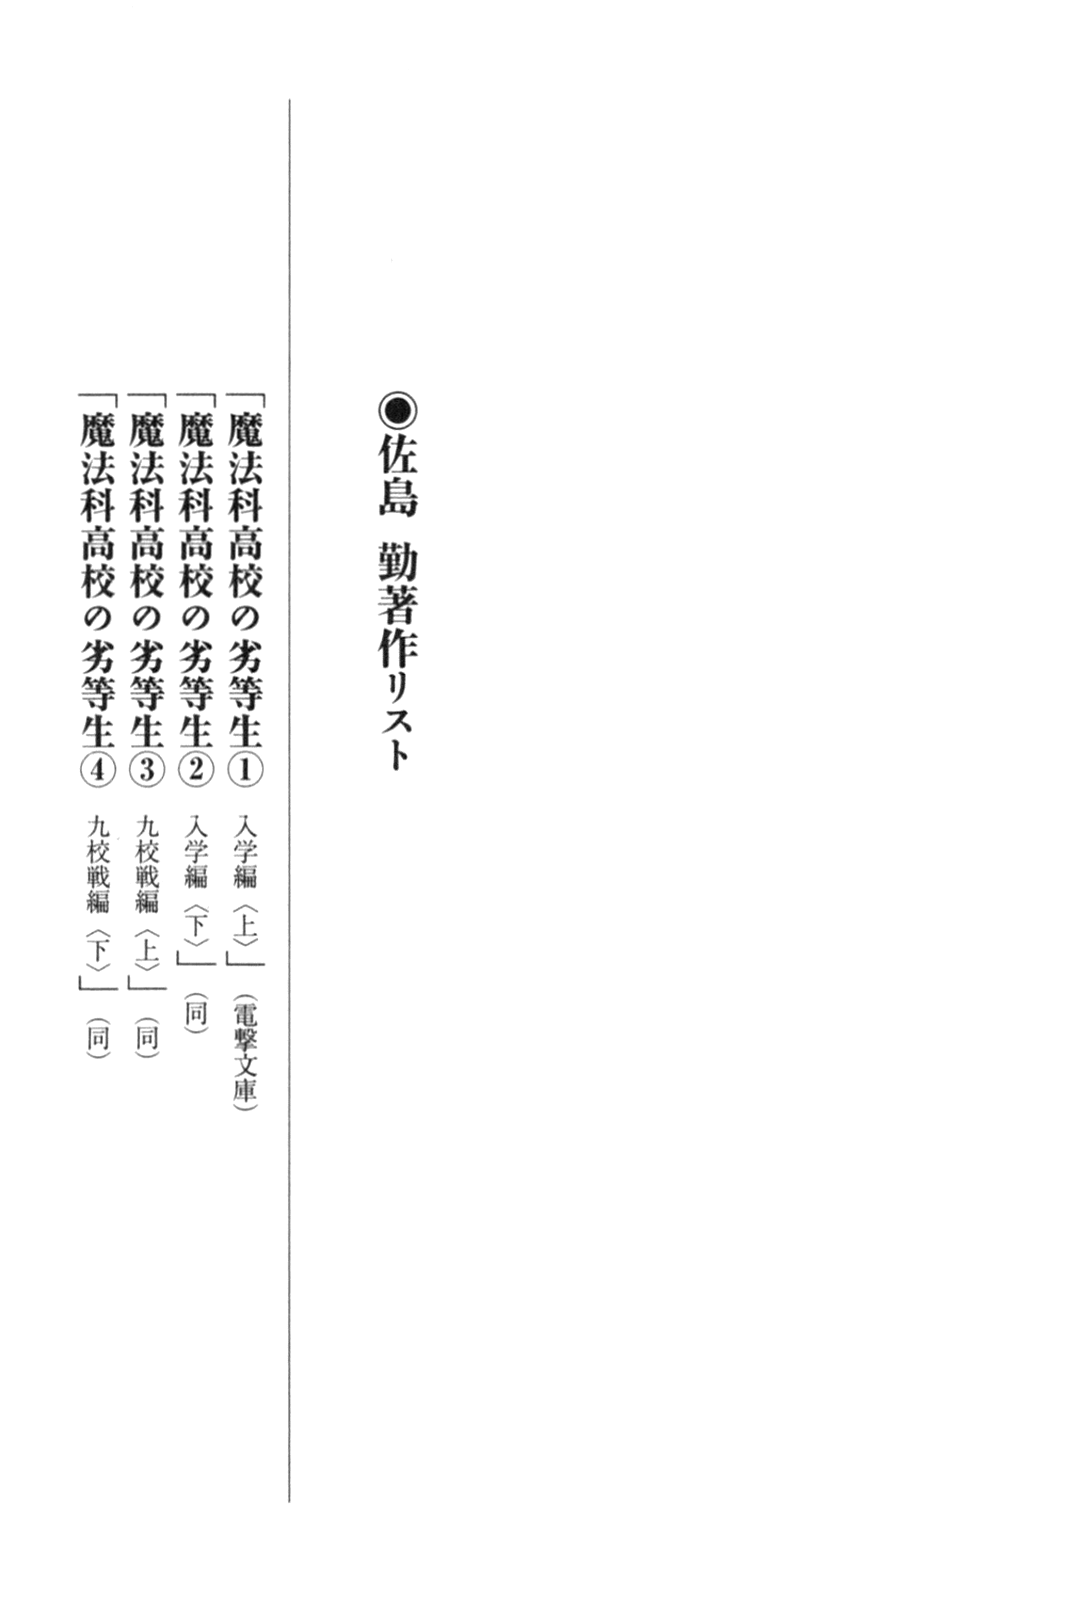 ◉佐島 勤著作リスト
「魔法科高校の劣等生① 入学編〈上〉」(電撃文庫)
「魔法科高校の劣等生② 入学編〈下〉」(同)
「魔法科高校の劣等生③ 九校戦編〈上〉」(同)
「魔法科高校の劣等生④ 九校戦編〈下〉」(同)